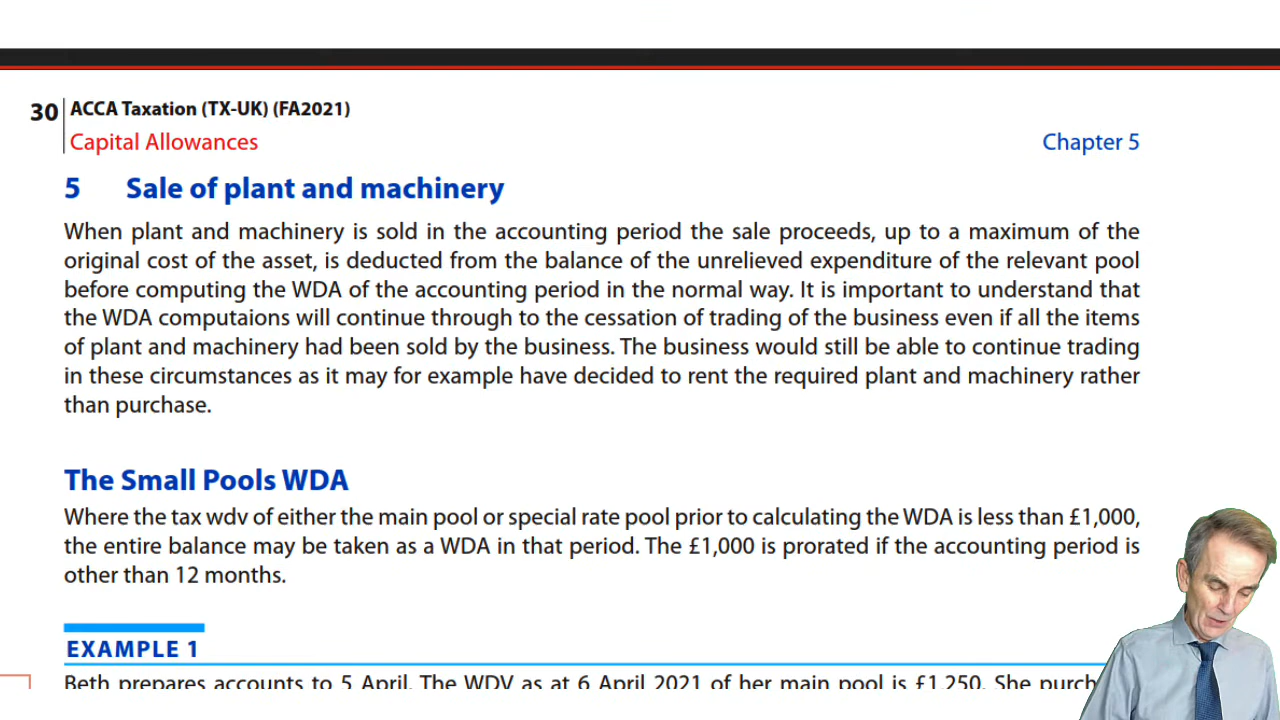 30 ACCA Taxation (TX-UK) (FA2021)
Capital Allowances Chapter 5
5 Sale of plant and machinery
When plant and machinery is sold in the accounting period the sale proceeds, up to a maximum of the
original cost of the asset, is deducted from the balance of the unrelieved expenditure of the relevant pool
before computing the WDA of the accounting period in the normal way. It is important to understand that
the WDA computaions will continue through to the cessation of trading of the business even if all the items
of plant and machinery had been sold by the business. The business would still be able to continue trading
in these circumstances as it may for example have decided to rent the required plant and machinery rather
than purchase.
The Small Pools WDA
Where the tax wdv of either the main pool or special rate pool prior to calculating the WDA is less than £1,000,
the entire balance may be taken as a WDA in that period. The £1,000 is prorated if the accounting period is
other than 12 months.
EXAMPLE 1
Beth prepares accounts to 5 April. The WDV as at 6 April 2021 of her main pool is £1,250. She